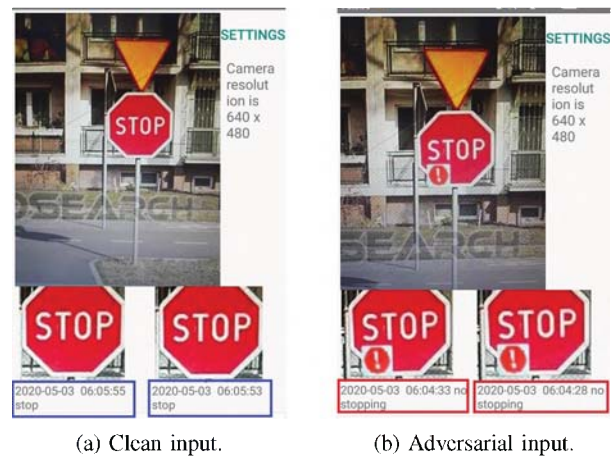 SETTINGS
Camera
resolut
ion is
640 x
480
STOP
OSEARCH
STOP
STOP
2020-05-03 06:05:55
stop
2020-05-03 06:05:53
stop
(a) Clean input.
SETTINGS
Camera
resolut
ion is
640 x
480
STOP
!
OSEARCH
STOP
!
STOP
!
2020-05-03 06:04:33 no
stopping
2020-05-03 06:04:28 no
stopping
(b) Adversarial input.